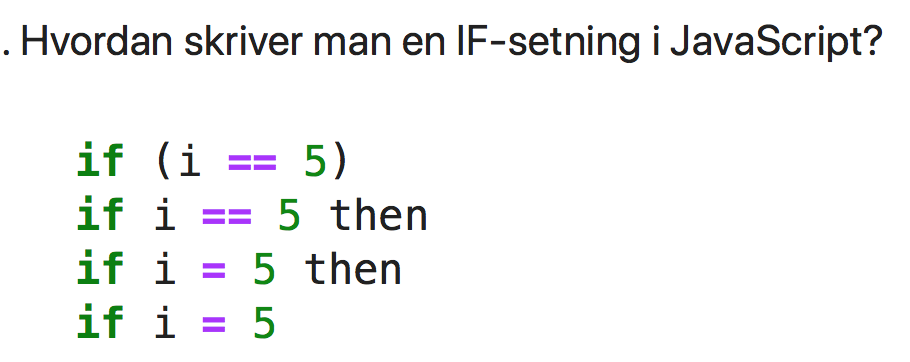 . Hvordan skriver man en IF-setning i JavaScript?
if (i == 5)
if i == 5 then
if i = 5 then
if i = 5